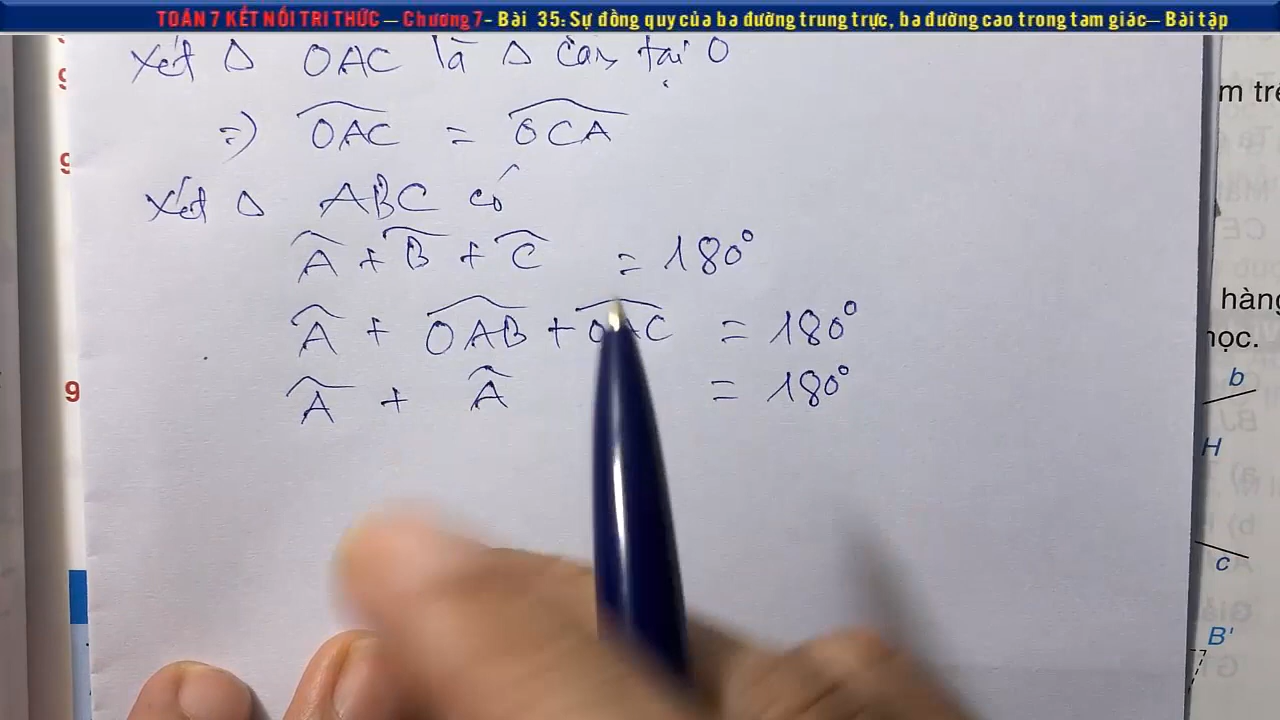 TOÁN 7 KẾT NỐI TRI THỨC – Chương 7- Bài 35: Sự đồng quy của ba đường trung trực, ba đường cao trong tam giác– Bài tập
Xét Δ OAC là Δ cân tại O
=> OAC = OCA
Xét Δ ABC có
A + B + C = 180°
A + OAB + OAC = 180°
A + A = 180°
9
m trê
hàng
học.
b
H
c
B'